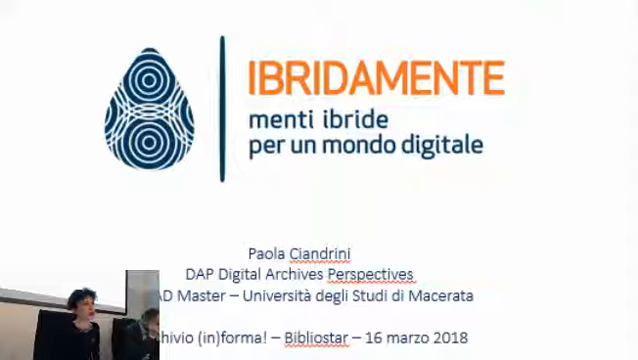 IBRIDAMENTE
menti ibride
per un mondo digitale
Paola Ciandrini
DAP Digital Archives Perspectives
AD Master – Università degli Studi di Macerata
chivio (in)forma! – Bibliostar – 16 marzo 2018